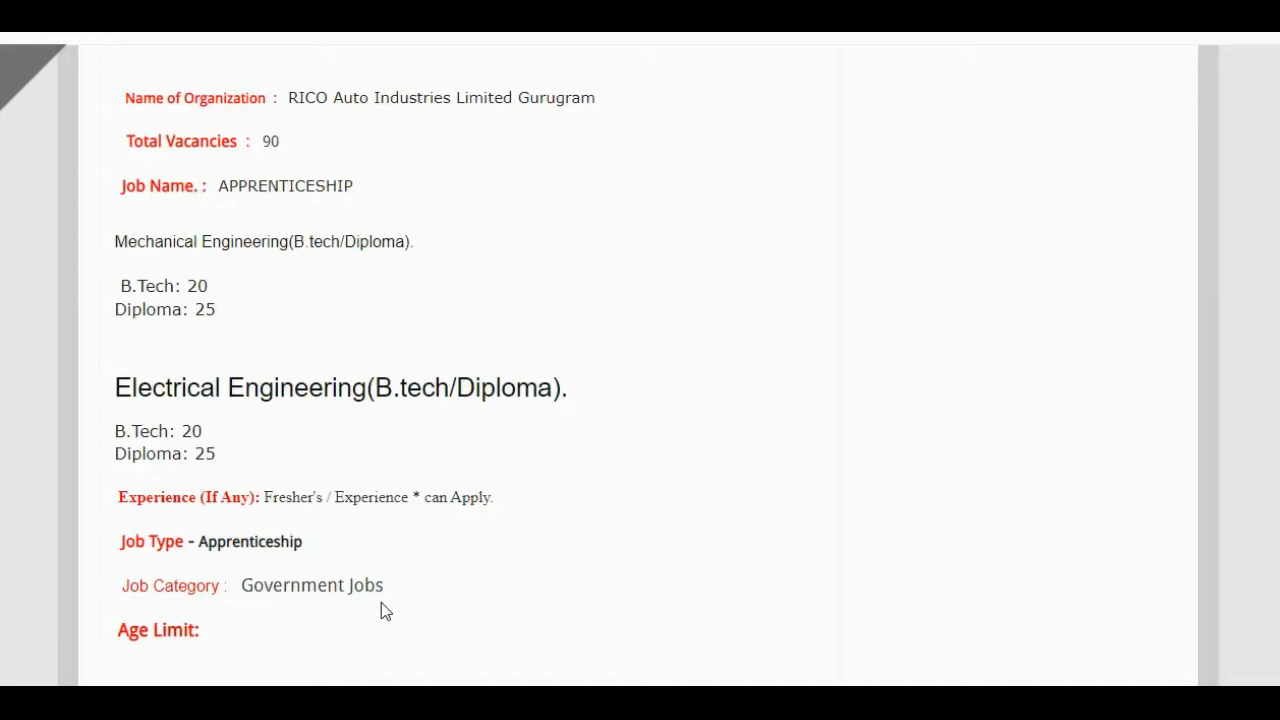 Name of Organization : RICO Auto Industries Limited Gurugram
Total Vacancies : 90
Job Name. : APPRENTICESHIP
Mechanical Engineering(B.tech/Diploma).
B.Tech: 20
Diploma: 25
Electrical Engineering(B.tech/Diploma).
B.Tech: 20
Diploma: 25
Experience (If Any): Fresher's / Experience * can Apply.
Job Type - Apprenticeship
Job Category : Government Jobs
Age Limit: